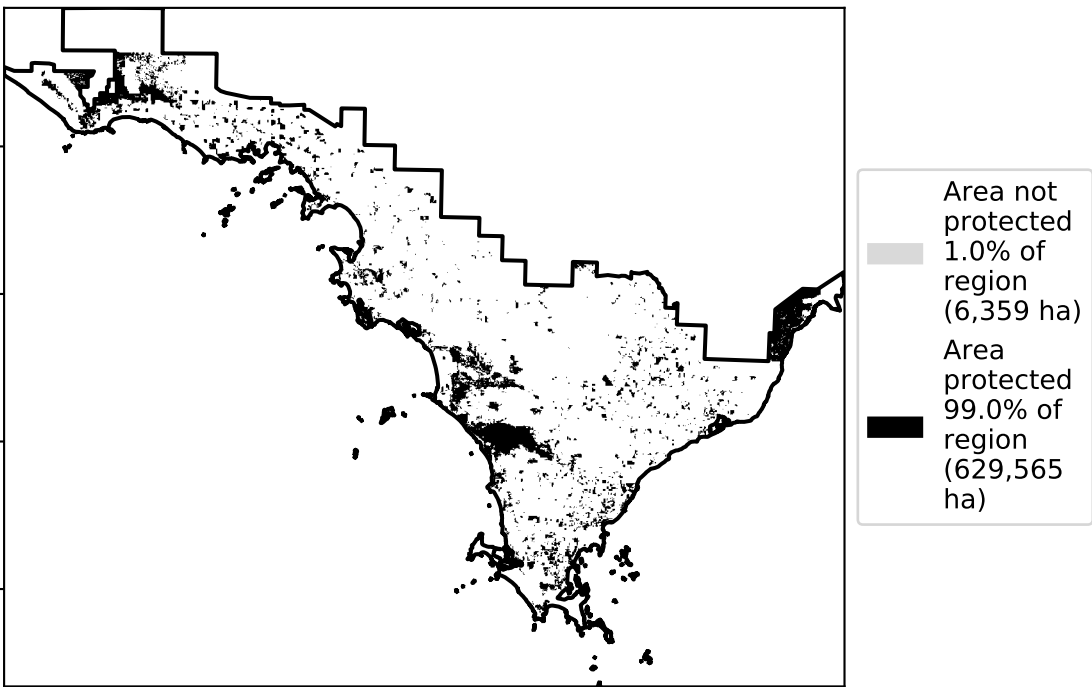 Area not
protected
1.0% of
region
(6,359 ha)
Area
protected
99.0% of
region
(629,565
ha)